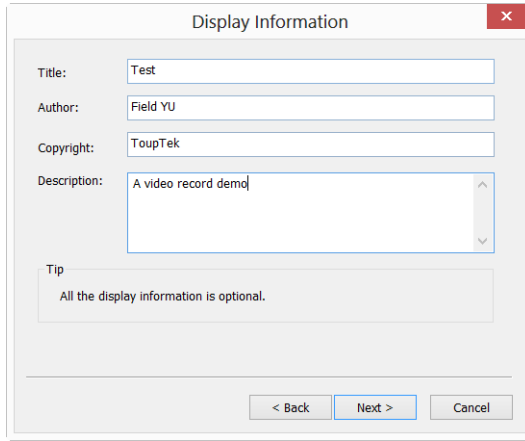 Display Information
Title: Test
Author: Field YU
Copyright: ToupTek
Description: A video record demo
Tip
All the display information is optional.
< Back Next > Cancel